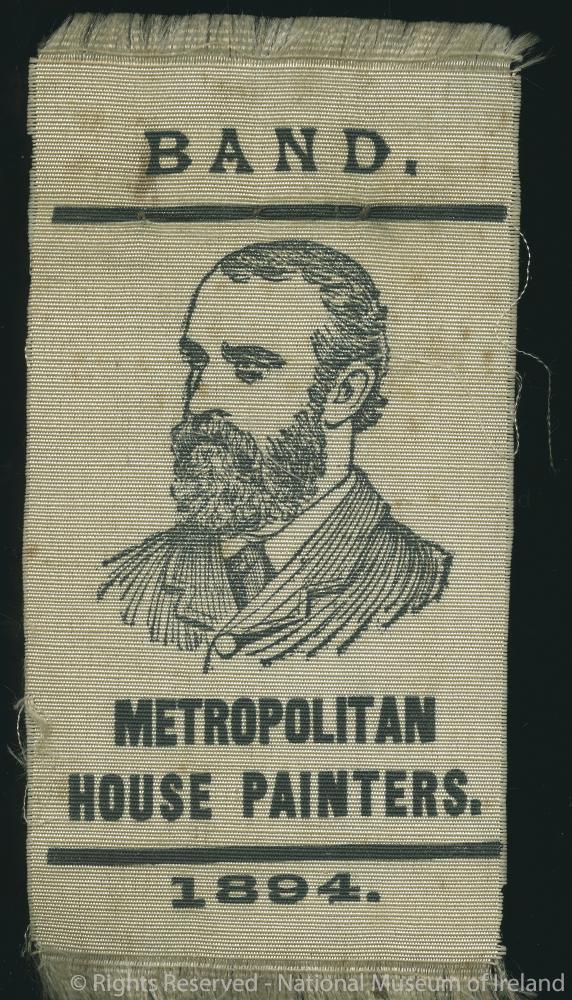 BAND.
METROPOLITAN
HOUSE PAINTERS.
1894.
© Rights Reserved - National Museum of Ireland